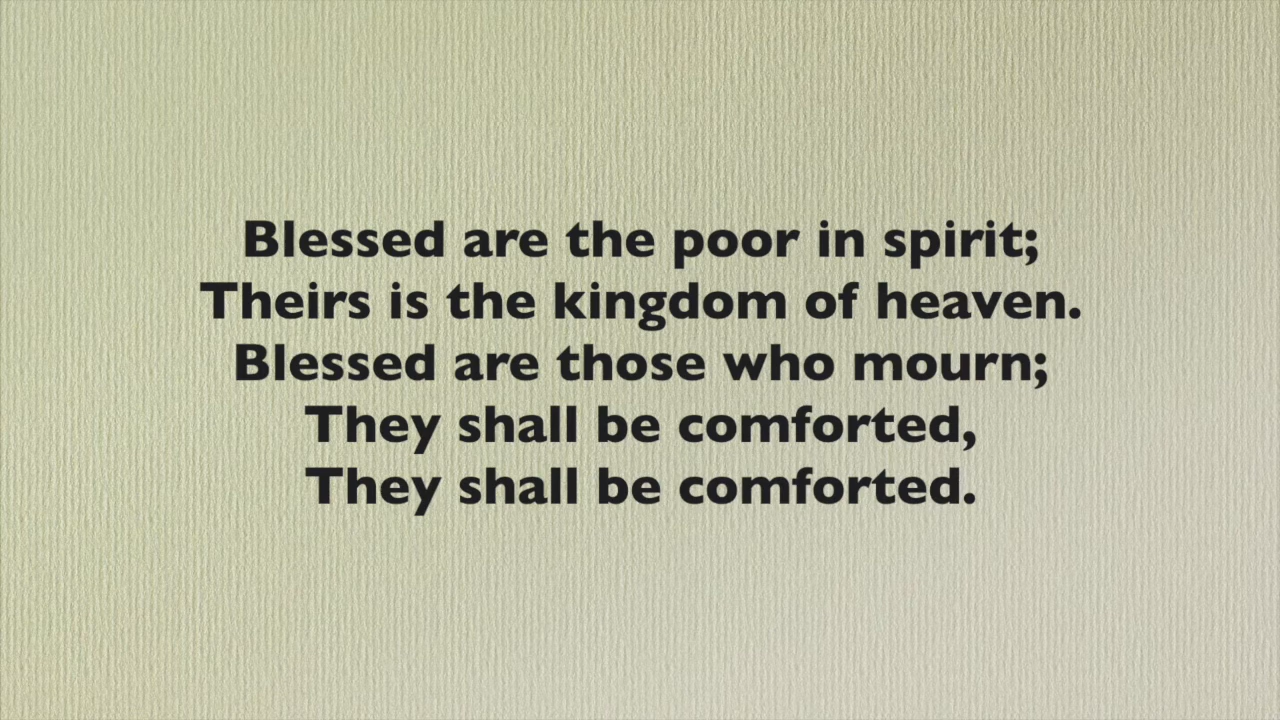 Blessed are the poor in spirit;
Theirs is the kingdom of heaven.
Blessed are those who mourn;
They shall be comforted,
They shall be comforted.